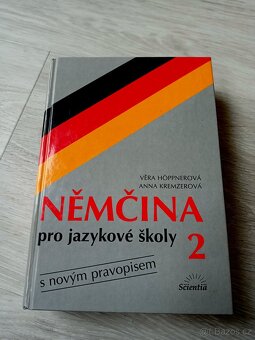 VĚRA HÖPPNEROVÁ
ANNA KREMZEROVÁ
NĚMČINA
pro jazykové školy 2
s novým pravopisem
Scientia
Bazos.cz